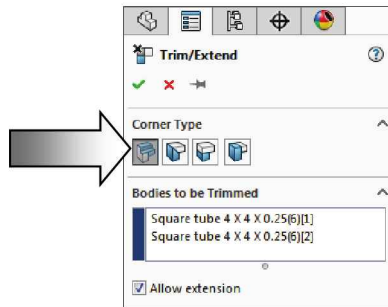 Trim/Extend
Corner Type
Bodies to be Trimmed
Square tube 4 X 4 X 0.25(6)[1]
Square tube 4 X 4 X 0.25(6)[2]
Allow extension